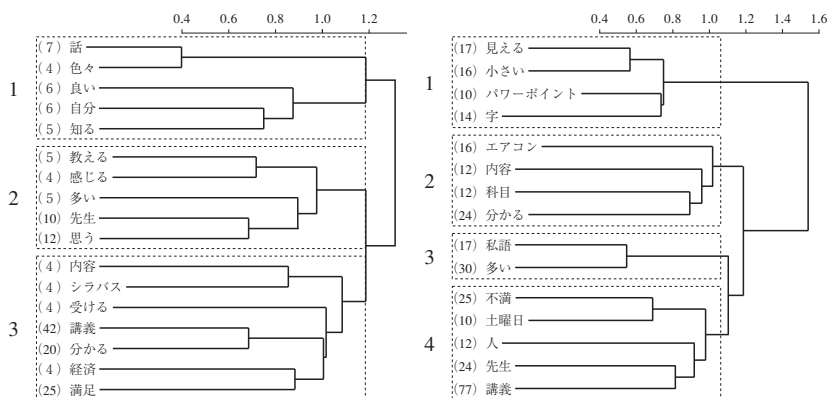 0.4 0.6 0.8 1.0 1.2
1
(7) 話
(4) 色々
(6) 良い
(6) 自分
(5) 知る
2
(5) 教える
(4) 感じる
(5) 多い
(10) 先生
(12) 思う
3
(4) 内容
(4) シラバス
(4) 受ける
(42) 講義
(20) 分かる
(4) 経済
(25) 満足
0.4 0.6 0.8 1.0 1.2 1.4 1.6
1
(17) 見える
(16) 小さい
(10) パワーポイント
(14) 字
2
(16) エアコン
(12) 内容
(12) 科目
(24) 分かる
3
(17) 私語
(30) 多い
4
(25) 不満
(10) 土曜日
(12) 人
(24) 先生
(77) 講義